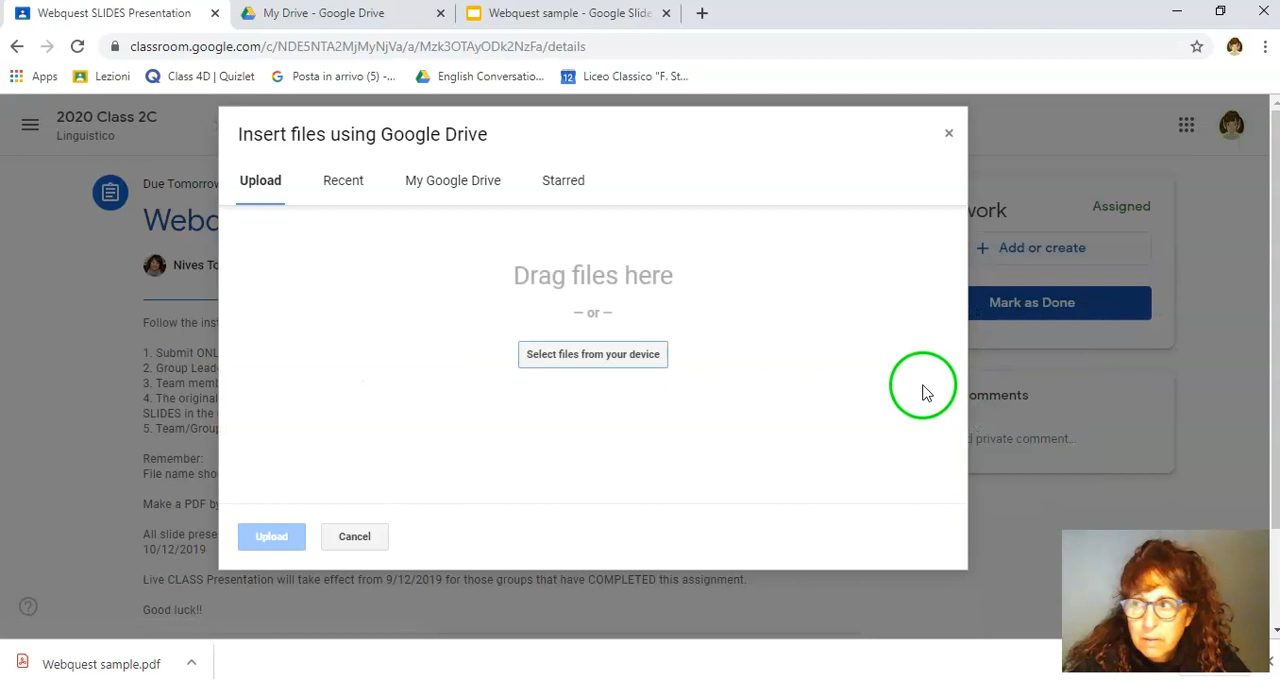 Webquest SLIDES Presentation
My Drive - Google Drive
Webquest sample - Google Slide
classroom.google.com/c/NDE5NTA2MjMyNjVa/a/Mzk3OTAyODk2NzFa/details
Apps
Lezioni
Class 4D | Quizlet
Posta in arrivo (5) -...
English Conversatio...
12
Liceo Classico "F. St...
2020 Class 2C
Linguistico
Insert files using Google Drive
Upload
Recent
My Google Drive
Starred
Due Tomorrow
Webq
Nives To
work
Assigned
Add or create
Mark as Done
Drag files here
— or —
Select files from your device
Follow the inst
1. Submit ONL
2. Group Lead
3. Team memb
4. The original
SLIDES in the
5. Team/Group
omments
d private comment...
Remember:
File name sho
Make a PDF by
All slide prese
10/12/2019
Upload
Cancel
Live CLASS Presentation will take effect from 9/12/2019 for those groups that have COMPLETED this assignment.
Good luck!!
Webquest sample.pdf